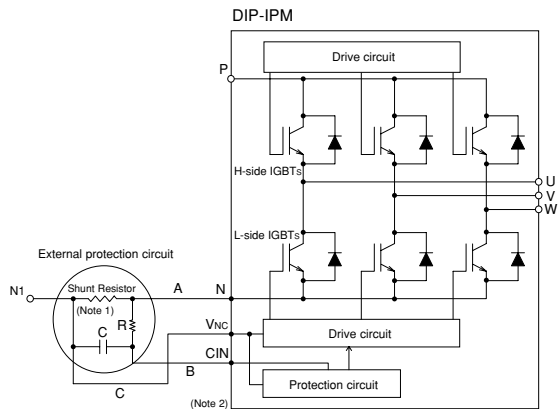 DIP-IPM
Drive circuit
P
H-side IGBTs
U
V
W
L-side IGBTs
External protection circuit
N1
Shunt Resistor
A
N
(Note 1)
R
C
VNC
Drive circuit
CIN
B
C
Protection circuit
(Note 2)